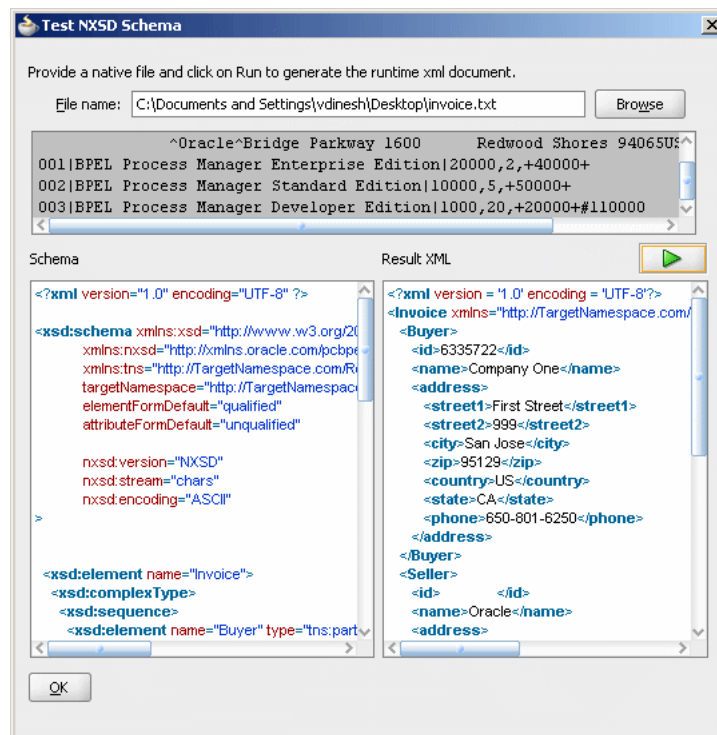 Test NXSD Schema
Provide a native file and click on Run to generate the runtime xml document.
File name: C:\Documents and Settings\vdinesh\Desktop\invoice.txt Browse
^Oracle^Bridge Parkway 1600 Redwood Shores 94065US
001|BPEL Process Manager Enterprise Edition|20000,2,+40000+
002|BPEL Process Manager Standard Edition|10000,5,+50000+
003|BPEL Process Manager Developer Edition|1000,20,+20000+#110000
Schema
<?xml version="1.0" encoding="UTF-8" ?>
<xsd:schema xmlns:xsd="http://www.w3.org/20
xmlns:nxsd="http://xmlns.oracle.com/pcbpe
xmlns:tns="http://TargetNamespace.com/R
targetNamespace="http://TargetNamespac
elementFormDefault="qualified"
attributeFormDefault="unqualified"
nxsd:version="NXSD"
nxsd:stream="chars"
nxsd:encoding="ASCII"
>
<xsd:element name="Invoice">
<xsd:complexType>
<xsd:sequence>
<xsd:element name="Buyer" type="tns:part
Result XML
<?xml version = '1.0' encoding = 'UTF-8'?>
<Invoice xmlns="http://TargetNamespace.com/
<Buyer>
<id>6335722</id>
<name>Company One</name>
<address>
<street1>First Street</street1>
<street2>999</street2>
<city>San Jose</city>
<zip>95129</zip>
<country>US</country>
<state>CA</state>
<phone>650-801-6250</phone>
</address>
</Buyer>
<Seller>
<id> </id>
<name>Oracle</name>
<address>
OK